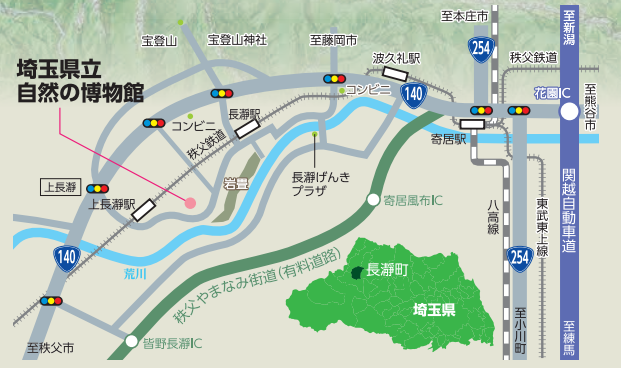 至本庄市
至新潟
宝登山
宝登山神社
至藤岡市
波久礼駅
254
秩父鉄道
埼玉県立
自然の博物館
コンビニ
140
花園IC
至熊谷市
コンビニ
長瀞駅
秩父鉄道
寄居駅
長瀞げんき
プラザ
岩畳
上長瀞
上長瀞駅
寄居風布IC
八高線
東武東上線
関越自動車道
140
荒川
秩父やまなみ街道(有料道路)
254
長瀞町
埼玉県
至秩父市
皆野長瀞IC
至小川町
至練馬